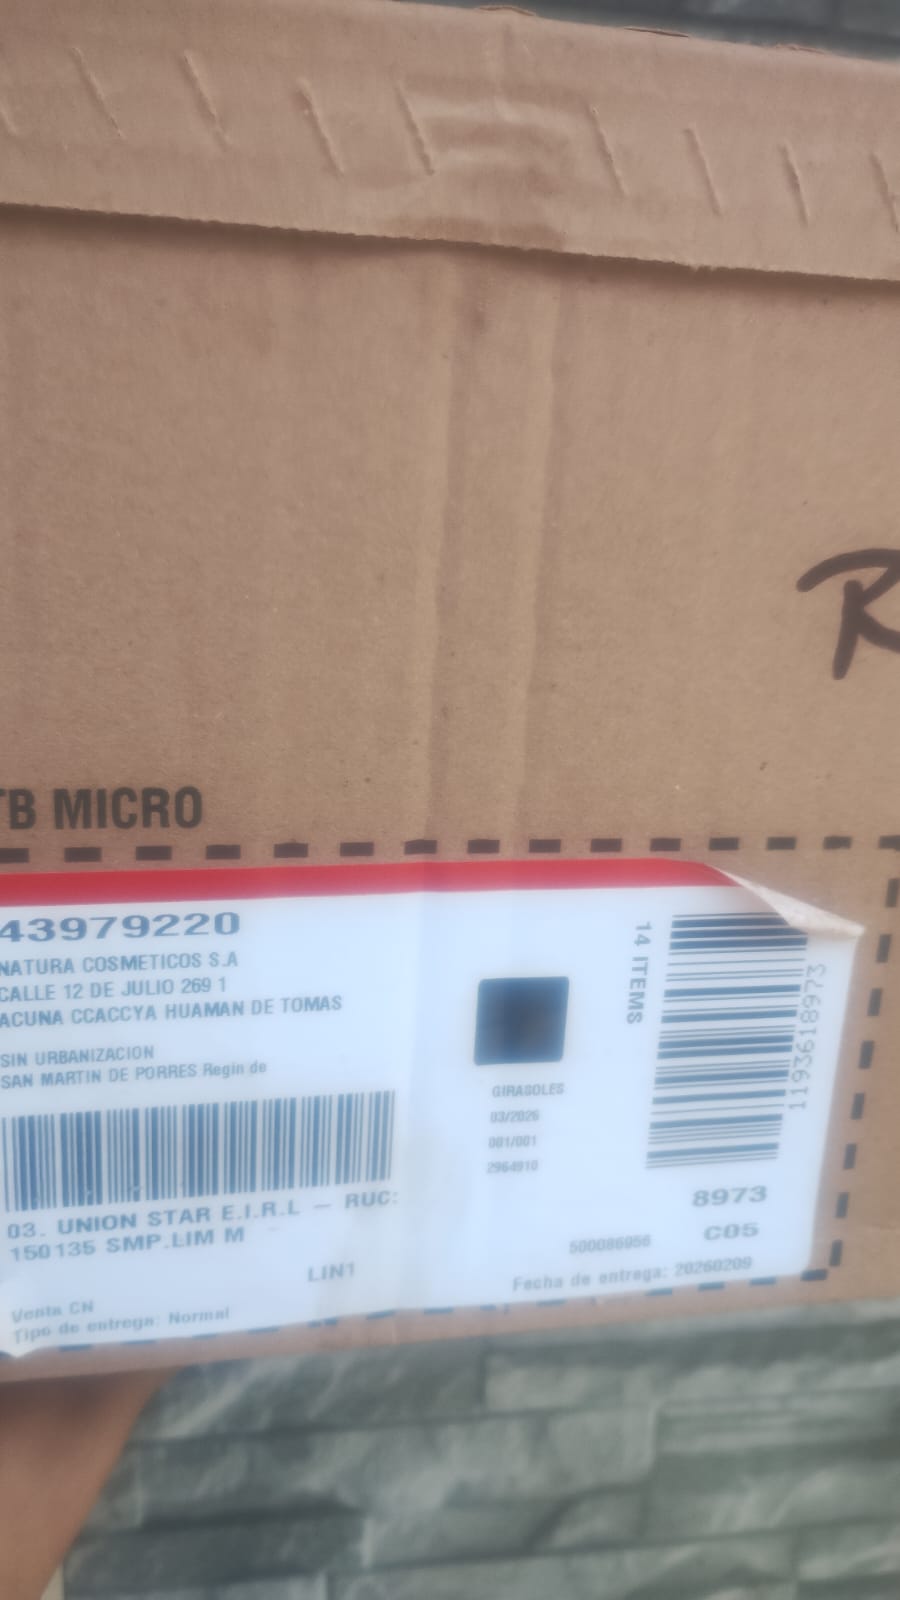 R
TB MICRO
43979220
NATURA COSMETICOS S.A
CALLE 12 DE JULIO 269 1
ACUNA CCACCYA HUAMAN DE TOMAS
SIN URBANIZACION
SAN MARTIN DE PORRES Regin de
03. UNION STAR E.I.R.L – RUC:
150135 SMP.LIM M
LIN1
Venta CN
Tipo de entrega: Normal
GIRASOLES
03/2026
001/001
2964910
14 ITEMS
1193618973
8973
C05
500086956
Fecha de entrega: 20260209